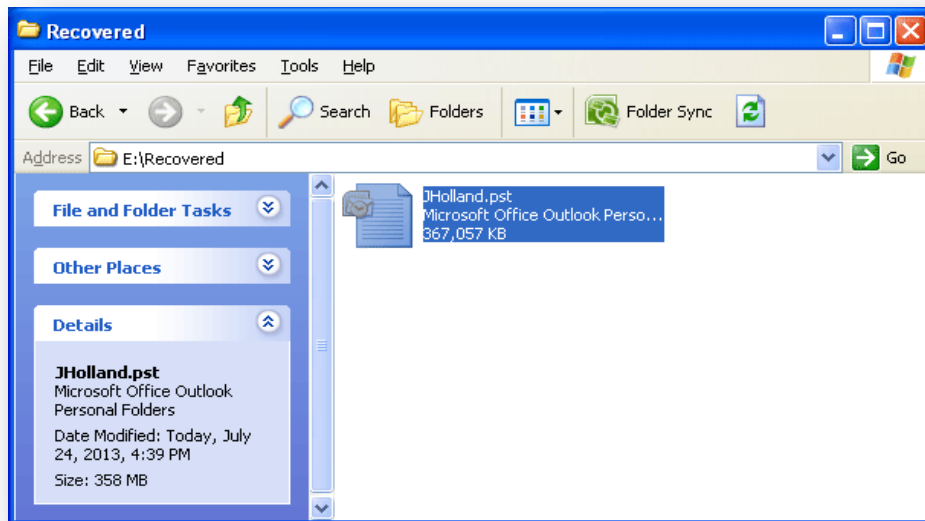 Recovered
File Edit View Favorites Tools Help
Back Search Folders Folder Sync
Address E:\Recovered Go
File and Folder Tasks
Other Places
Details
JHolland.pst
Microsoft Office Outlook
Personal Folders
Date Modified: Today, July
24, 2013, 4:39 PM
Size: 358 MB
JHolland.pst
Microsoft Office Outlook Perso...
367,057 KB